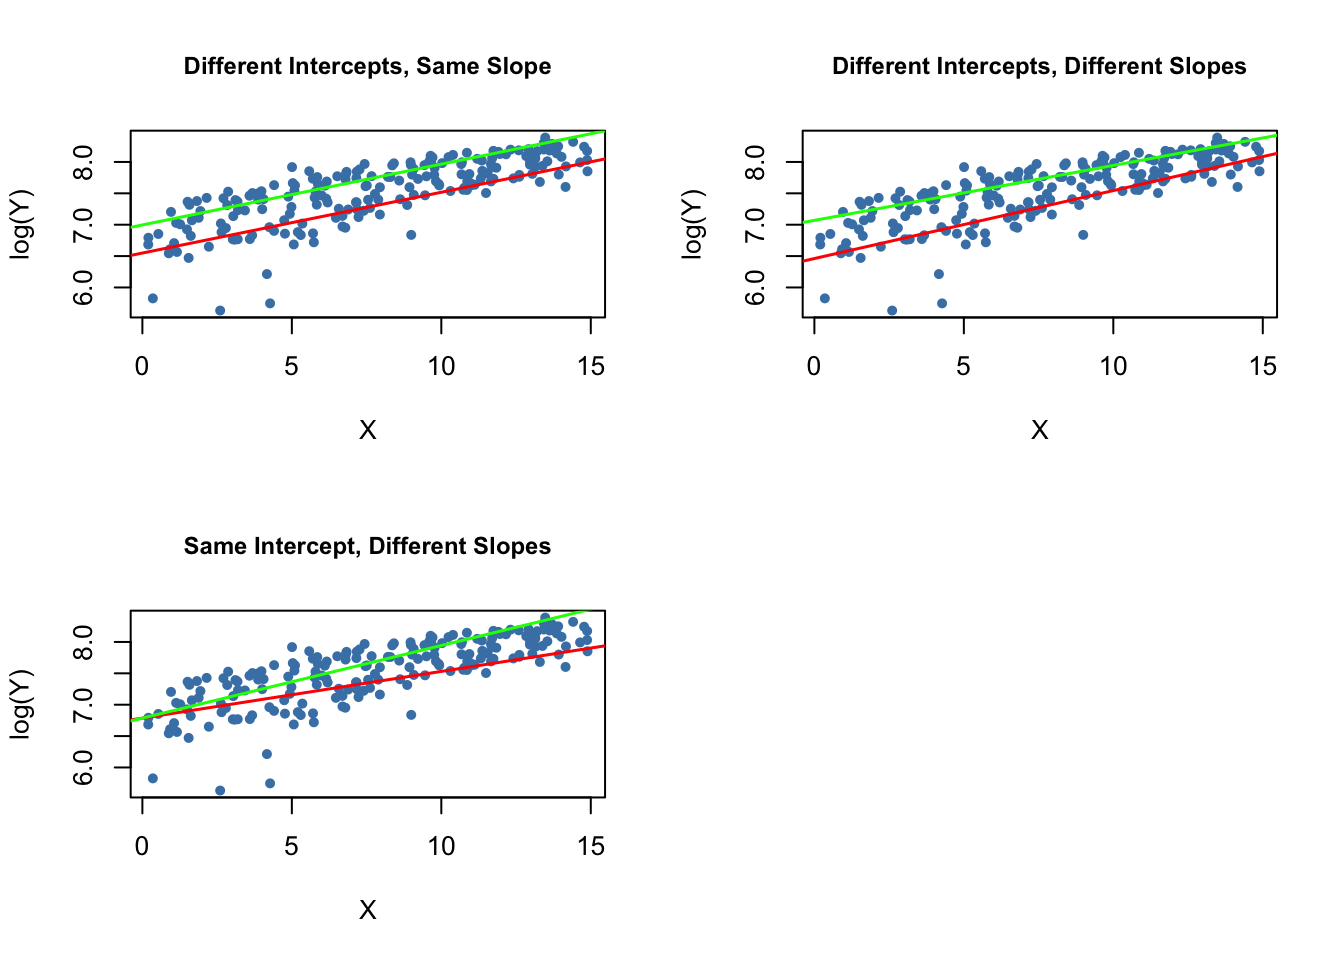 Different Intercepts, Same Slope
log(Y)
8.0
7.0
6.0
0 5 10 15
X
Different Intercepts, Different Slopes
log(Y)
8.0
7.0
6.0
0 5 10 15
X
Same Intercept, Different Slopes
log(Y)
8.0
7.0
6.0
0 5 10 15
X